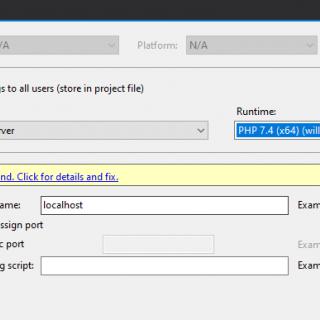 /A Platform: N/A
gs to all users (store in project file)
Runtime:
rver PHP 7.4 (x64) (will
nd. Click for details and fix.
ame: localhost Exam
ssign port
c port Exam
g script: Exam